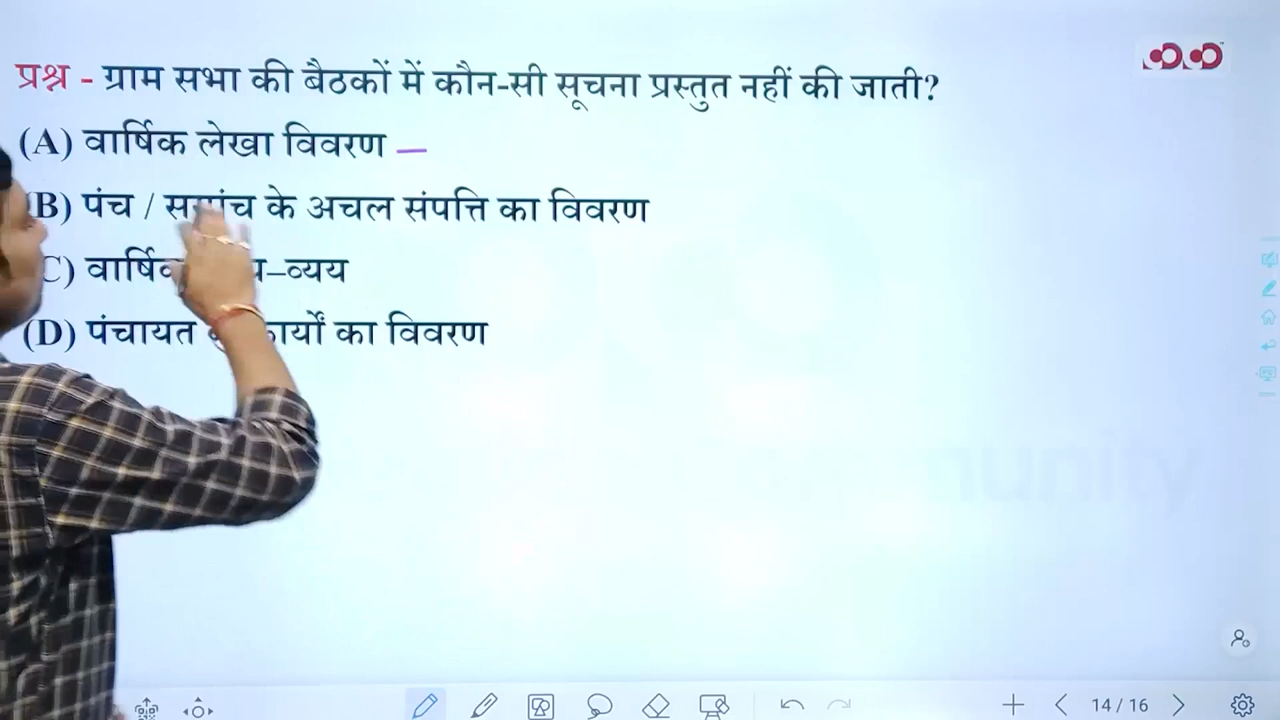 प्रश्न - ग्राम सभा की बैठकों में कौन-सी सूचना प्रस्तुत नहीं की जाती?
(A) वार्षिक लेखा विवरण
B) पंच / के अचल संपत्ति का विवरण
C) –व्यय
(D) पंचायत का विवरण
14 / 16